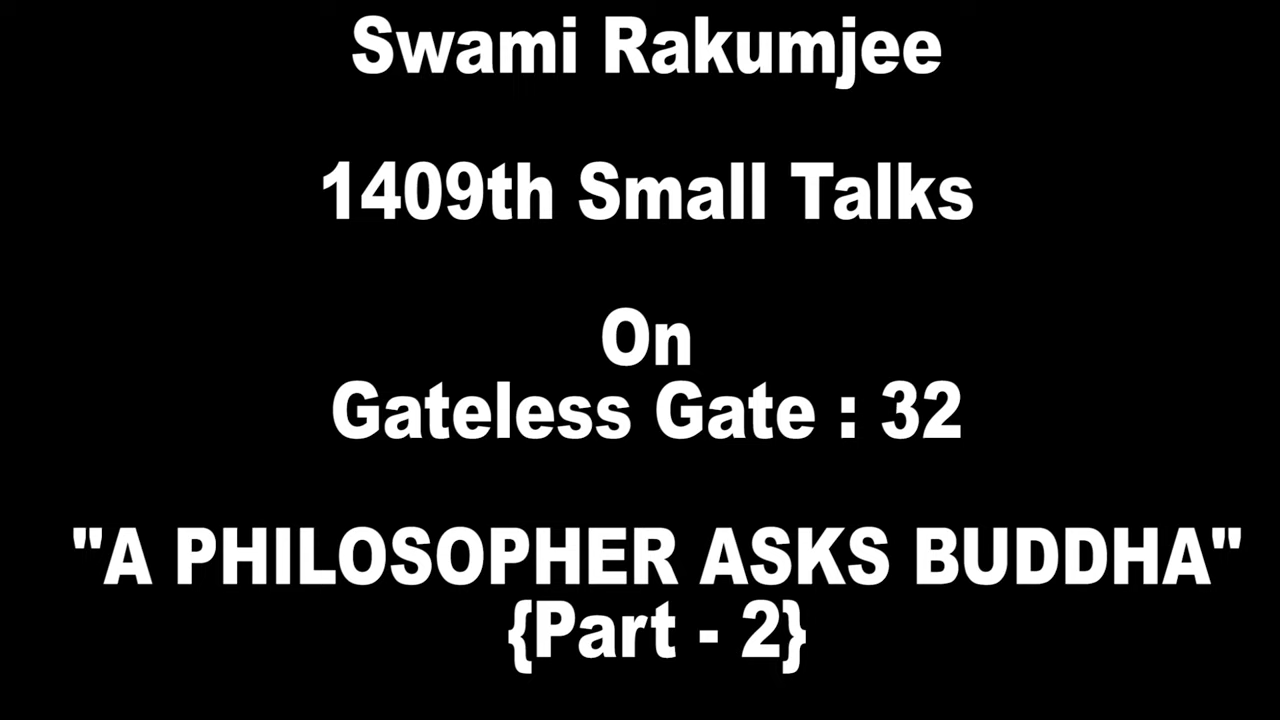 Swami Rakumjee
1409th Small Talks
On
Gateless Gate : 32
"A PHILOSOPHER ASKS BUDDHA"
{Part - 2}